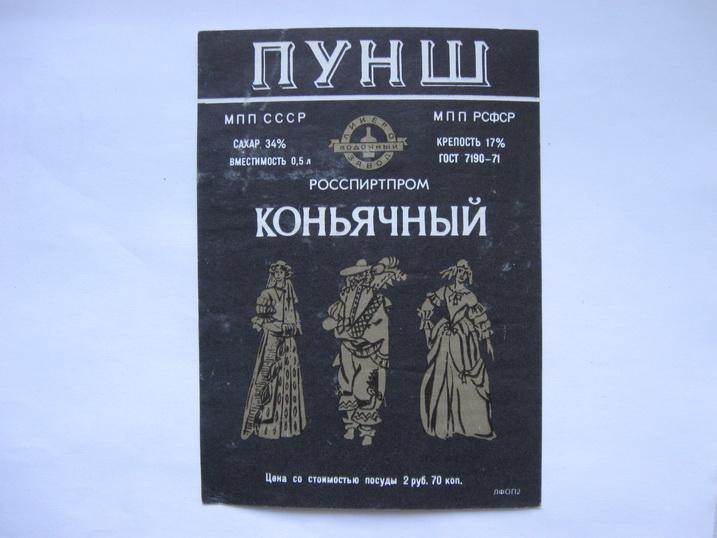 ПУНШ
МПП СССР
МПП РСФСР
САХАР 34%
ВМЕСТИМОСТЬ 0,5 л
ЛИКЕРО
ВОДОЧНЫЙ
ЗАВОД
КРЕПОСТЬ 17%
ГОСТ 7190-71
РОССПИРТПРОМ
КОНЬЯЧНЫЙ
Цена со стоимостью посуды 2 руб. 70 коп.